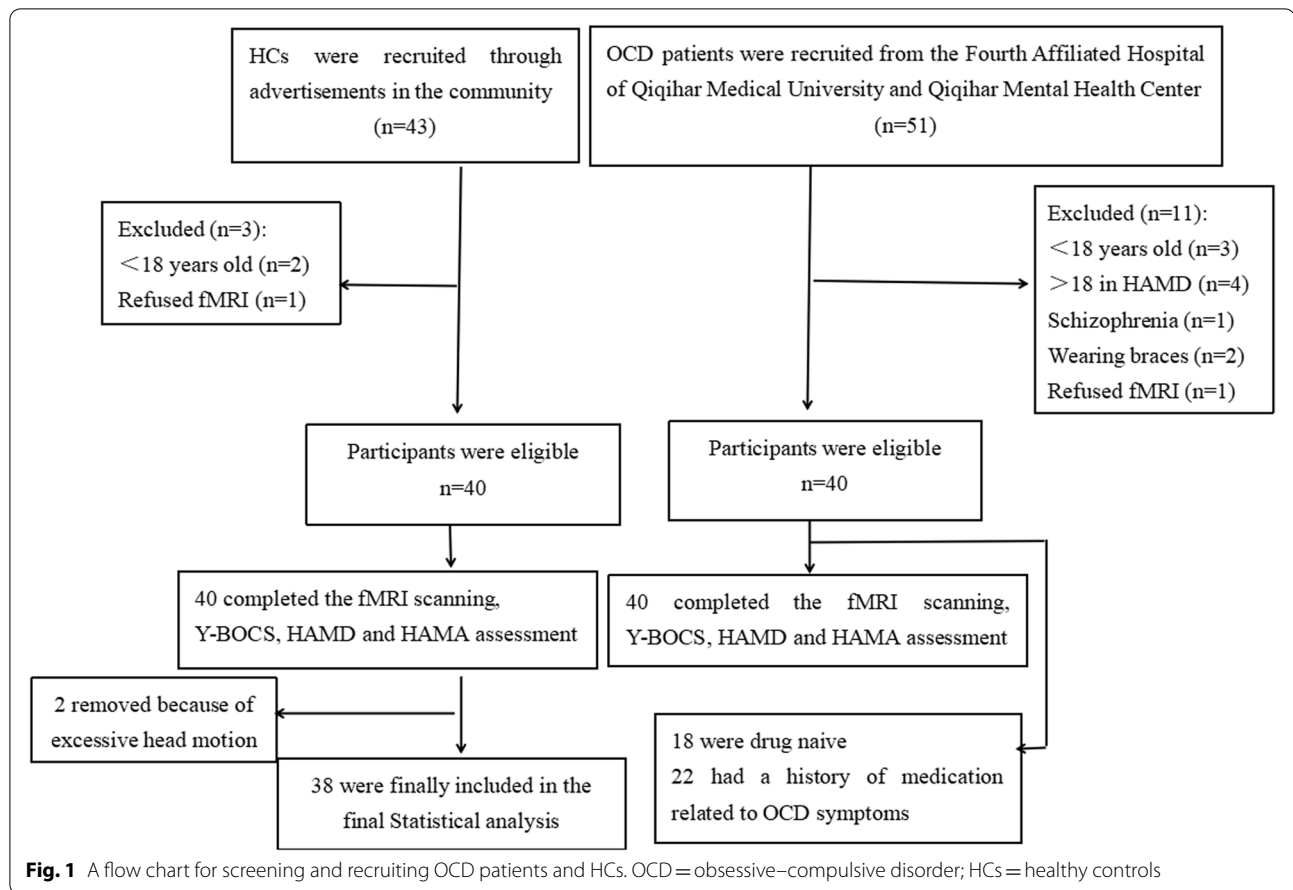 HCs were recruited through
advertisements in the community
(n=43)
OCD patients were recruited from the Fourth Affiliated Hospital
of Qiqihar Medical University and Qiqihar Mental Health Center
(n=51)
Excluded (n=3):
＜18 years old (n=2)
Refused fMRI (n=1)
Excluded (n=11):
＜18 years old (n=3)
＞18 in HAMD (n=4)
Schizophrenia (n=1)
Wearing braces (n=2)
Refused fMRI (n=1)
Participants were eligible
n=40
Participants were eligible
n=40
40 completed the fMRI scanning,
Y-BOCS, HAMD and HAMA assessment
40 completed the fMRI scanning,
Y-BOCS, HAMD and HAMA assessment
2 removed because of
excessive head motion
18 were drug naive
22 had a history of medication
related to OCD symptoms
38 were finally included in the
final Statistical analysis
Fig. 1 A flow chart for screening and recruiting OCD patients and HCs. OCD = obsessive–compulsive disorder; HCs = healthy controls